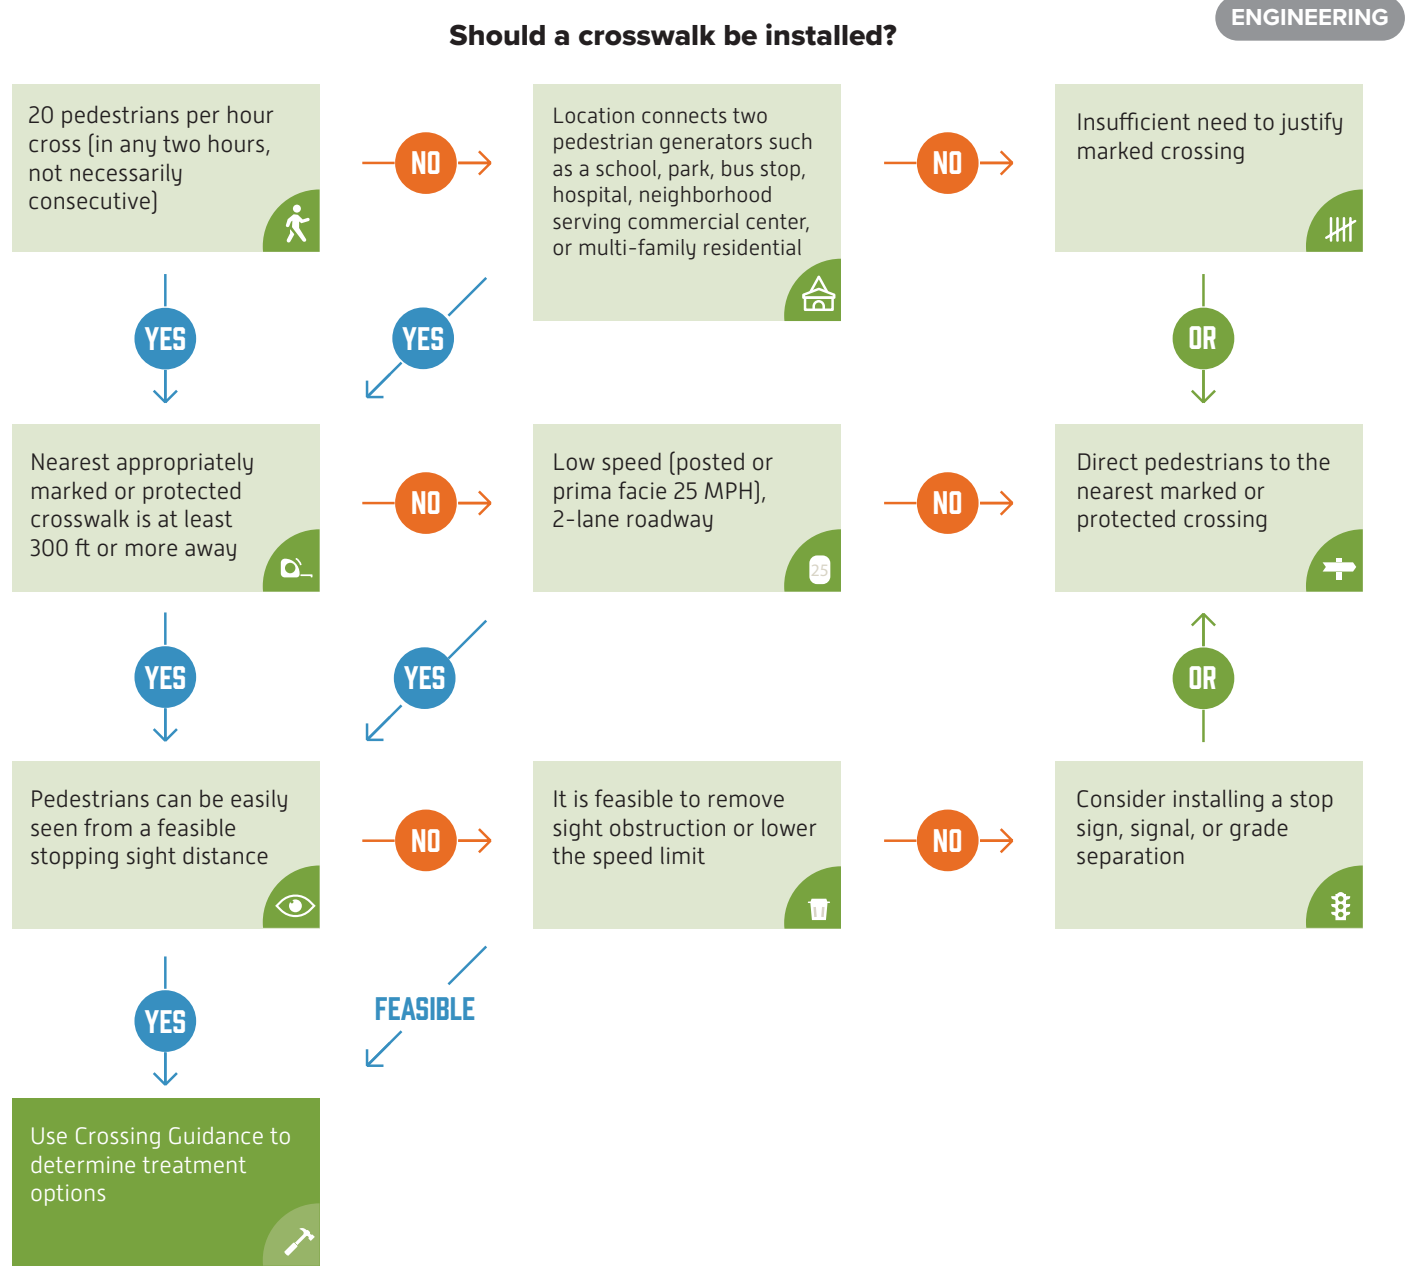 ENGINEERING
Should a crosswalk be installed?
20 pedestrians per hour
cross (in any two hours,
not necessarily
consecutive)
NO
Location connects two
pedestrian generators such
as a school, park, bus stop,
hospital, neighborhood
serving commercial center,
or multi-family residential
NO
Insufficient need to justify
marked crossing
YES
YES
OR
Nearest appropriately
marked or protected
crosswalk is at least
300 ft or more away
NO
Low speed (posted or
prima facie 25 MPH),
2-lane roadway
25
NO
Direct pedestrians to the
nearest marked or
protected crossing
YES
YES
OR
Pedestrians can be easily
seen from a feasible
stopping sight distance
NO
It is feasible to remove
sight obstruction or lower
the speed limit
NO
Consider installing a stop
sign, signal, or grade
separation
YES
FEASIBLE
Use Crossing Guidance to
determine treatment
options